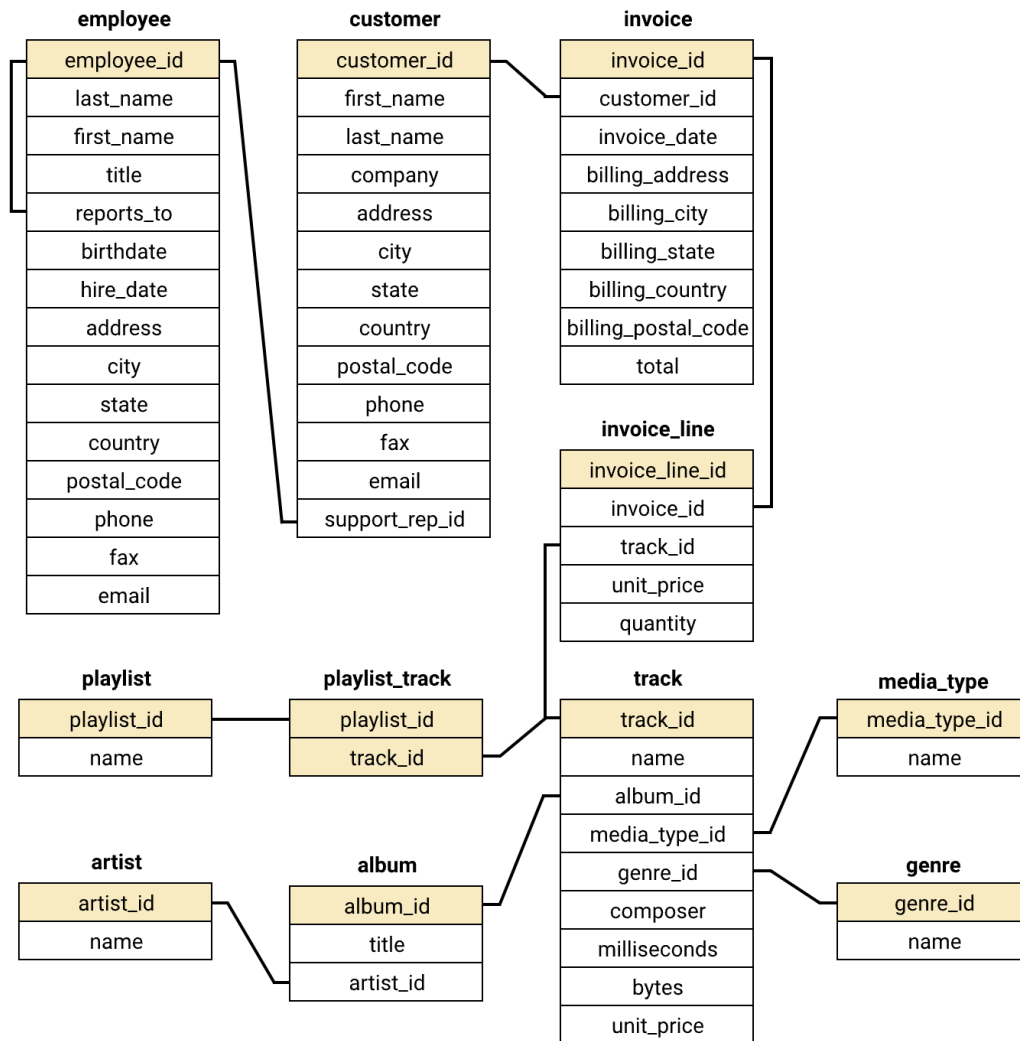 employee
employee_id
last_name
first_name
title
reports_to
birthdate
hire_date
address
city
state
country
postal_code
phone
fax
email
customer
customer_id
first_name
last_name
company
address
city
state
country
postal_code
phone
fax
email
support_rep_id
invoice
invoice_id
customer_id
invoice_date
billing_address
billing_city
billing_state
billing_country
billing_postal_code
total
invoice_line
invoice_line_id
invoice_id
track_id
unit_price
quantity
playlist
playlist_id
name
playlist_track
playlist_id
track_id
track
track_id
name
album_id
media_type_id
genre_id
composer
milliseconds
bytes
unit_price
media_type
media_type_id
name
artist
artist_id
name
album
album_id
title
artist_id
genre
genre_id
name